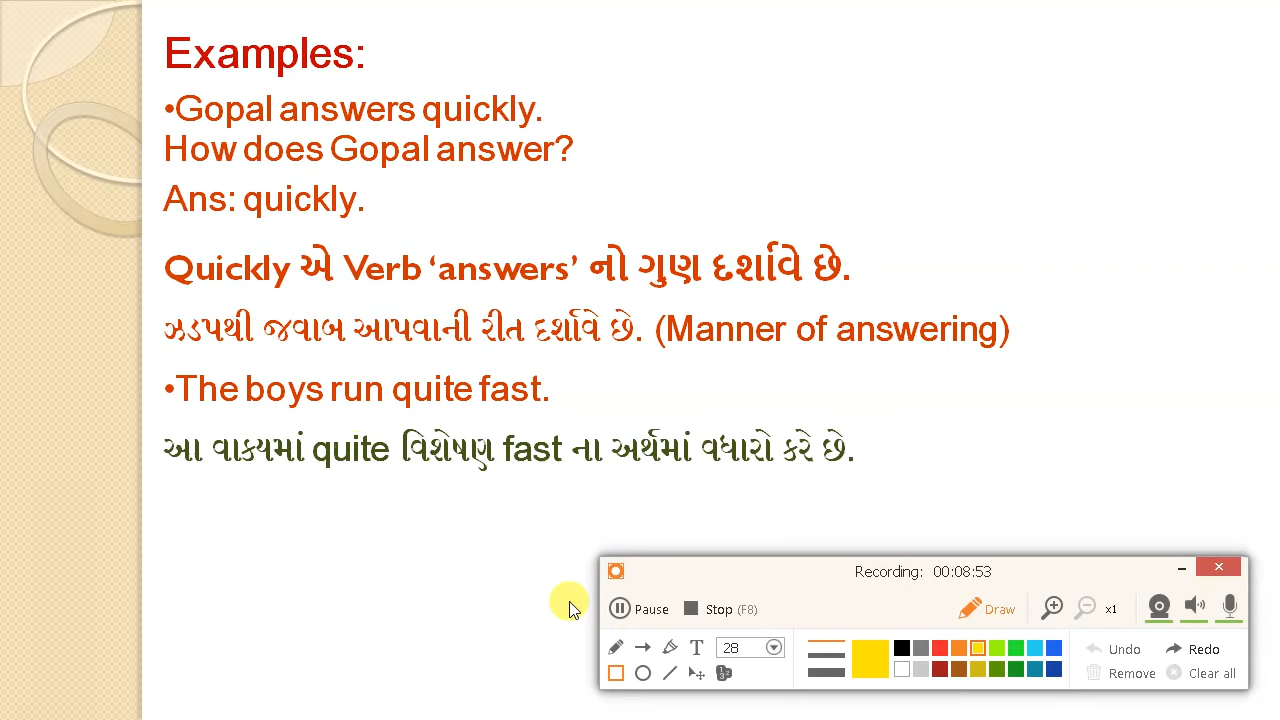 Examples:
•Gopal answers quickly.
How does Gopal answer?
Ans: quickly.
Quickly એ Verb ‘answers’ નો ગુણ દર્શાવે છે.
ઝડપથી જવાબ આપવાની રીત દર્શાવે છે. (Manner of answering)
•The boys run quite fast.
આ વાક્યમાં quite વિશેષણ fast ના અર્થમાં વધારો કરે છે.
Recording: 00:08:53
Pause Stop (F8) Draw x1
T 28 Undo Redo
Remove Clear all